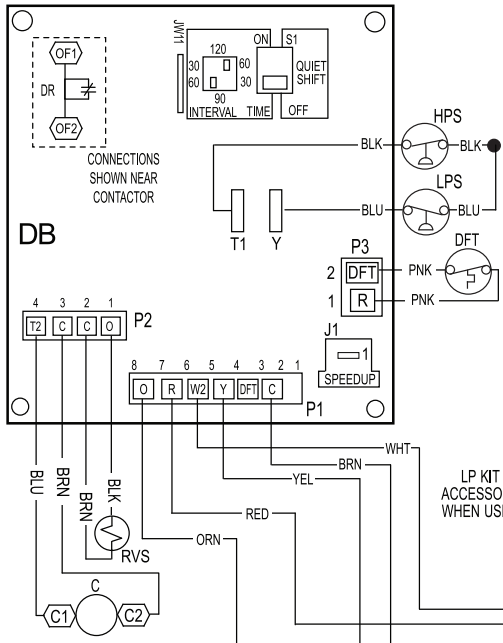 OF1
DR
OF2
CONNECTIONS
SHOWN NEAR
CONTACTOR
JW11
ON S1
120
30 60
60 30
90
QUIET
SHIFT
INTERVAL TIME OFF
HPS
BLK BLK
LPS
BLU BLU
T1 Y
DB
P3
DFT
2 DFT PNK
1 R PNK
J1
1
SPEEDUP
4 3 2 1
T2 C C O P2
8 7 6 5 4 3 2 1
O R W2 Y DFT C
P1
BLU BRN BRN BLK
RVS
C
C1 C2
WHT
BRN
YEL
RED
ORN
LP KIT
ACCESSO
WHEN USE